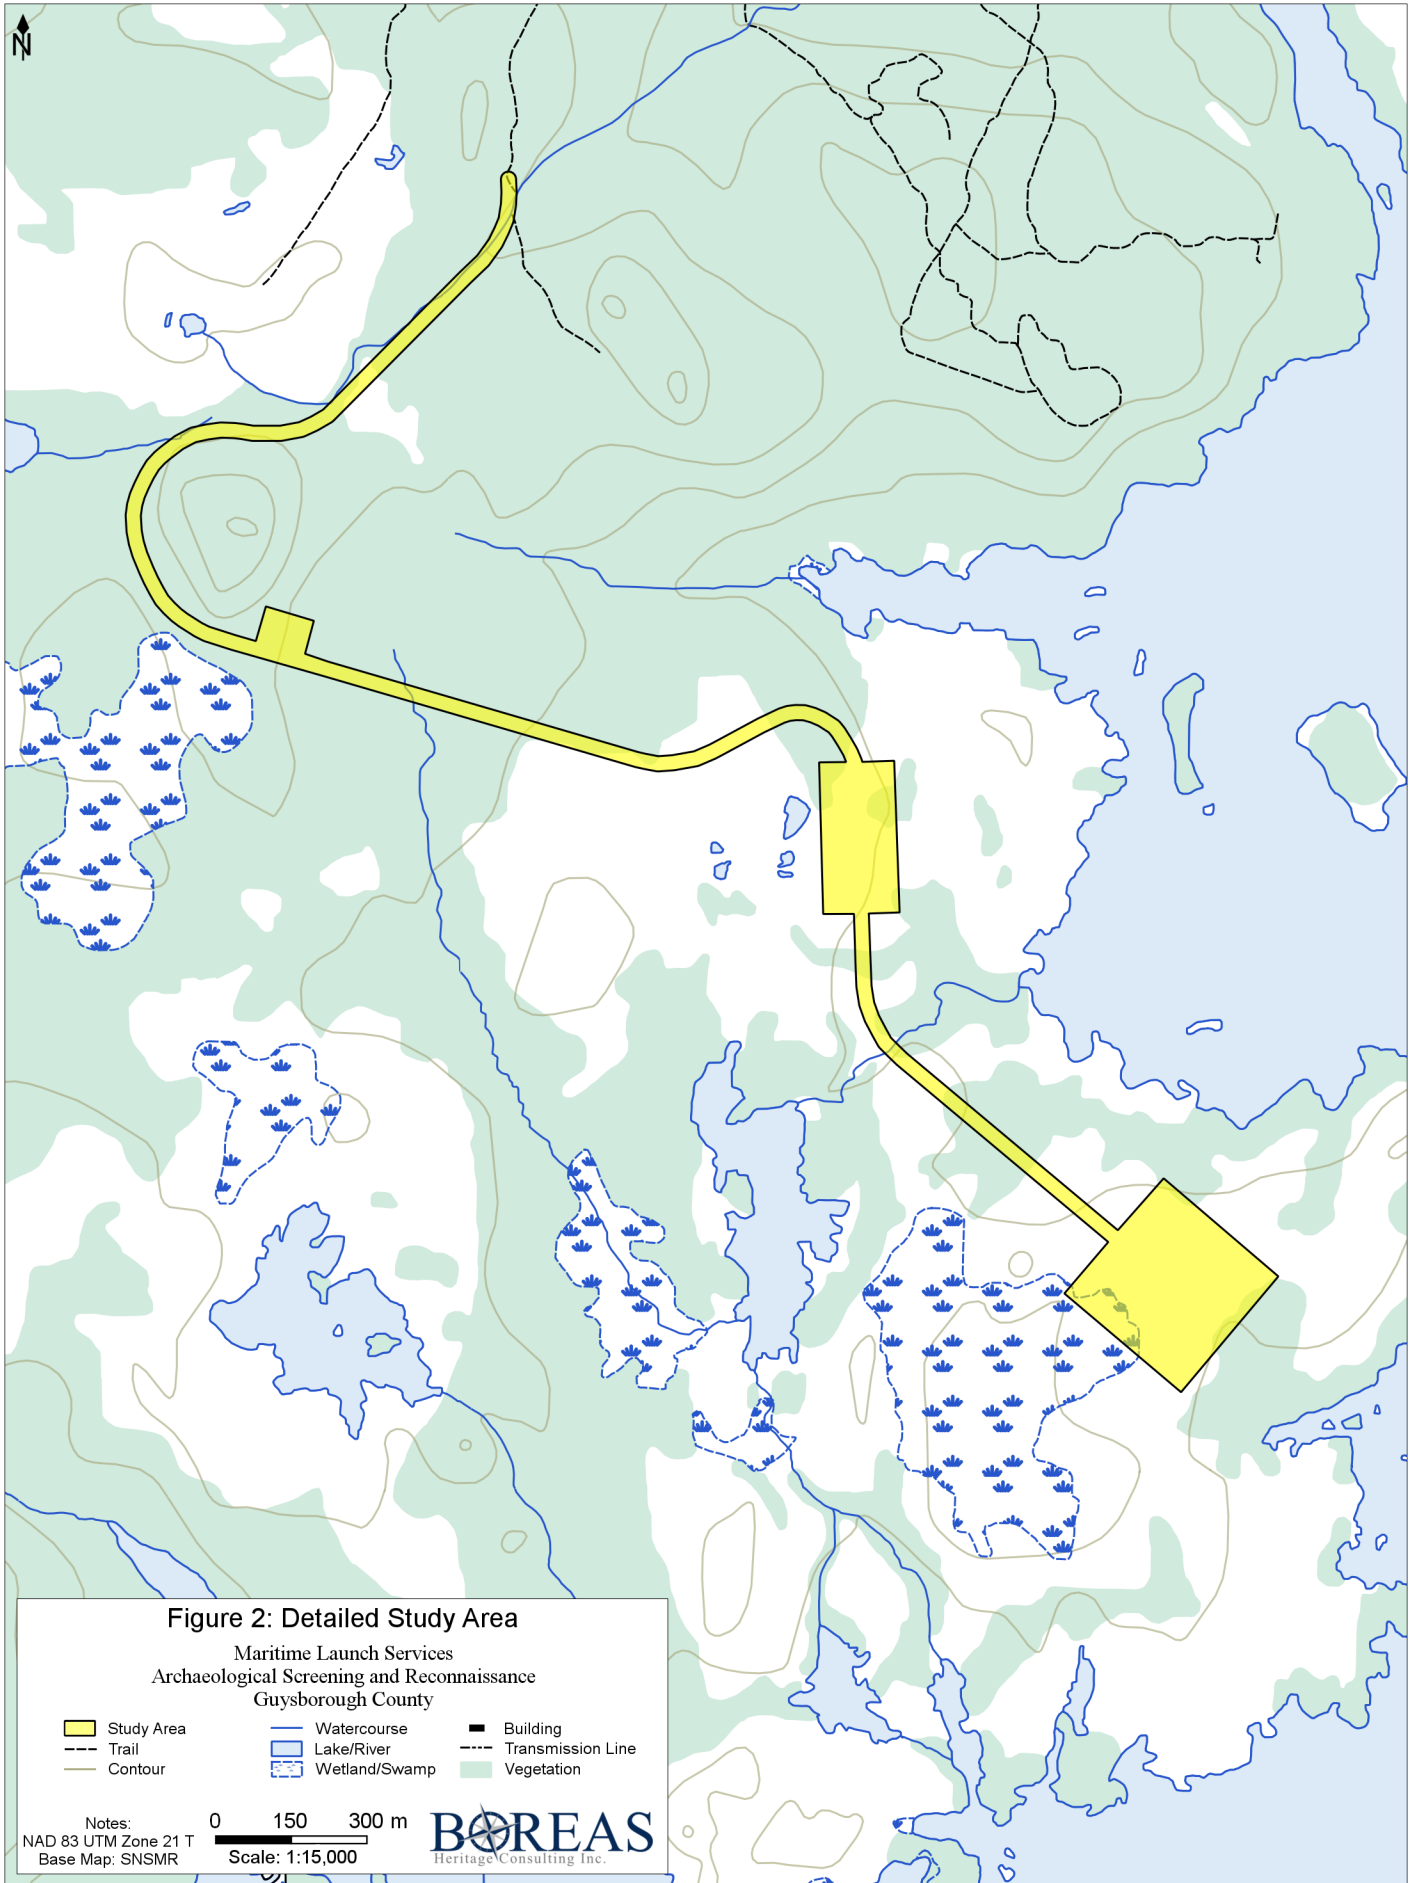 N
Figure 2: Detailed Study Area
Maritime Launch Services
Archaeological Screening and Reconnaissance
Guysborough County
Study Area
Watercourse
Building
Trail
Lake/River
Transmission Line
Contour
Wetland/Swamp
Vegetation
Notes:
NAD 83 UTM Zone 21 T
Base Map: SNSMR
0 150 300 m
Scale: 1:15,000
BOREAS
Heritage Consulting Inc.